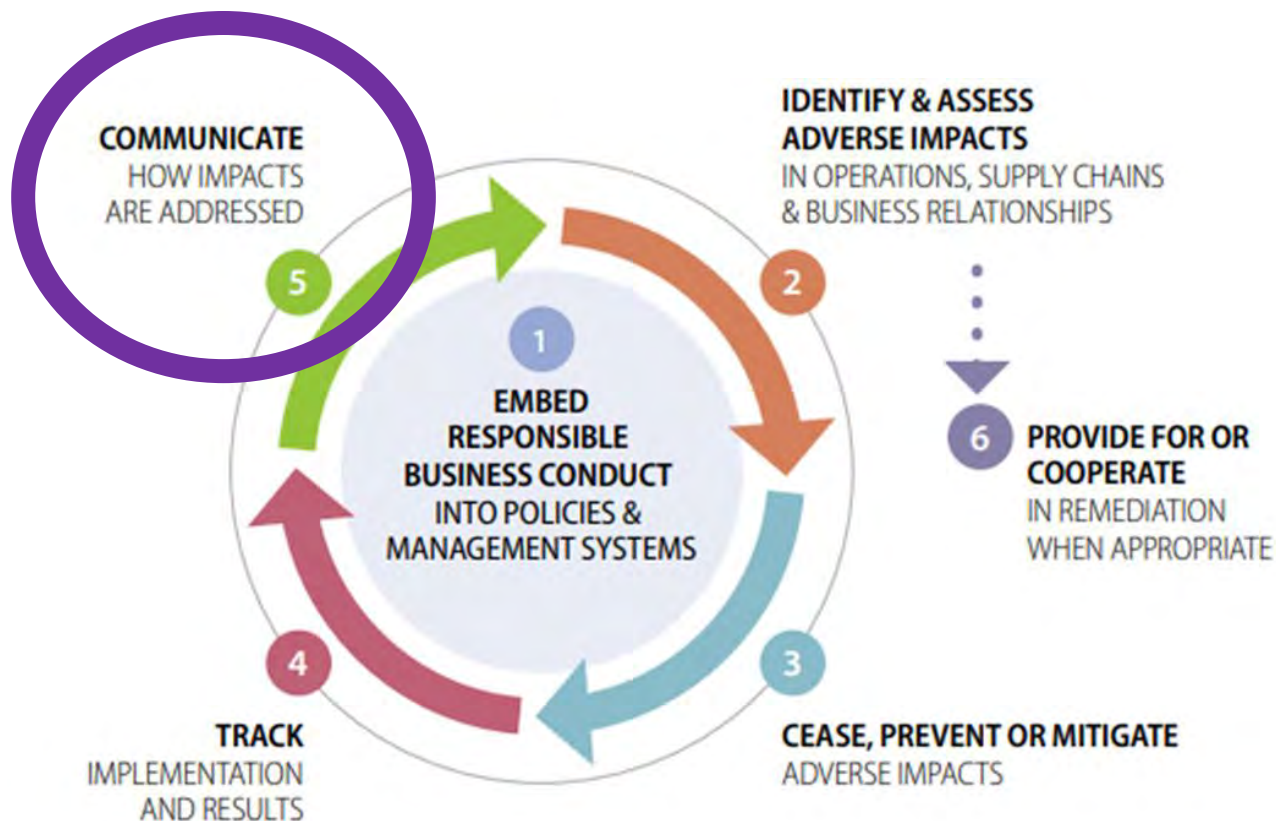 1
EMBED
RESPONSIBLE
BUSINESS CONDUCT
INTO POLICIES &
MANAGEMENT SYSTEMS
IDENTIFY & ASSESS
ADVERSE IMPACTS
IN OPERATIONS, SUPPLY CHAINS
& BUSINESS RELATIONSHIPS
2
3
CEASE, PREVENT OR MITIGATE
ADVERSE IMPACTS
4
TRACK
IMPLEMENTATION
AND RESULTS
COMMUNICATE
HOW IMPACTS
ARE ADDRESSED
5
6
PROVIDE FOR OR
COOPERATE
IN REMEDIATION
WHEN APPROPRIATE